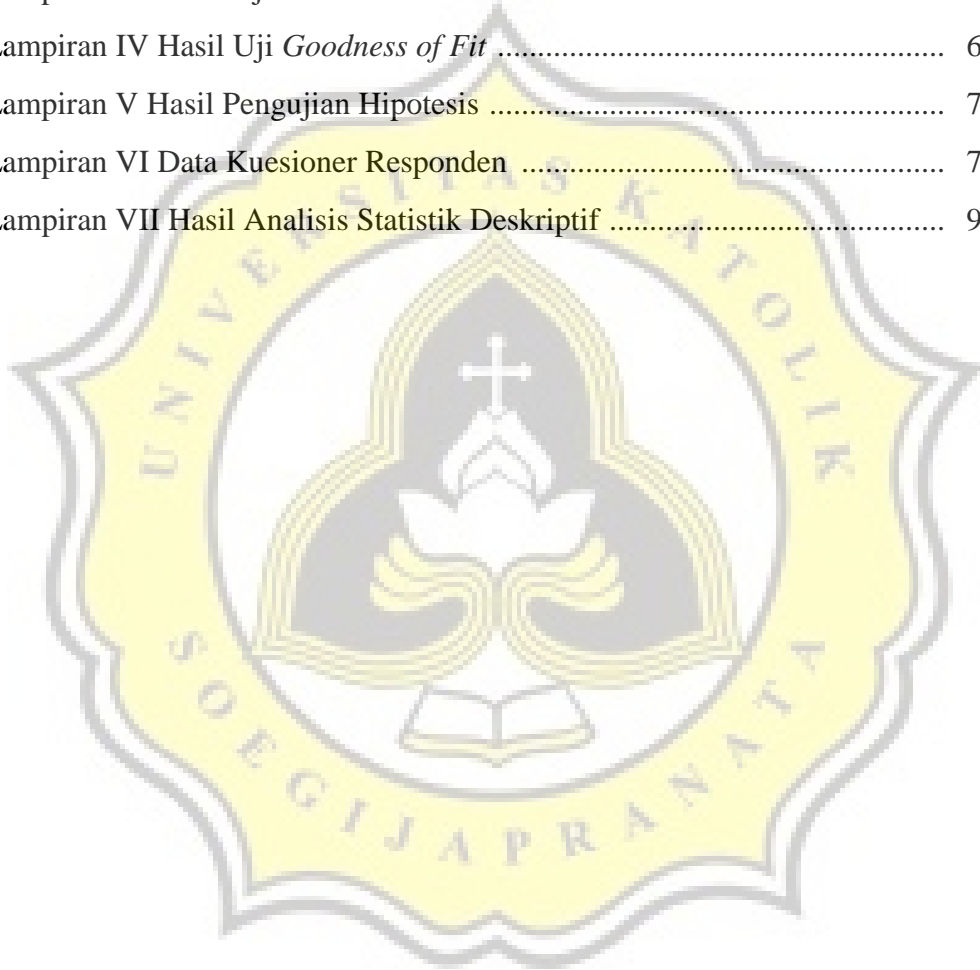 Lampiran IV Hasil Uji Goodness of Fit ........................................................ 6
Lampiran V Hasil Pengujian Hipotesis ......................................................... 7
Lampiran VI Data Kuesioner Responden ..................................................... 7
Lampiran VII Hasil Analisis Statistik Deskriptif ......................................... 9
UNIVERSITAS KATOLIK
SOEGIJAPRANATA